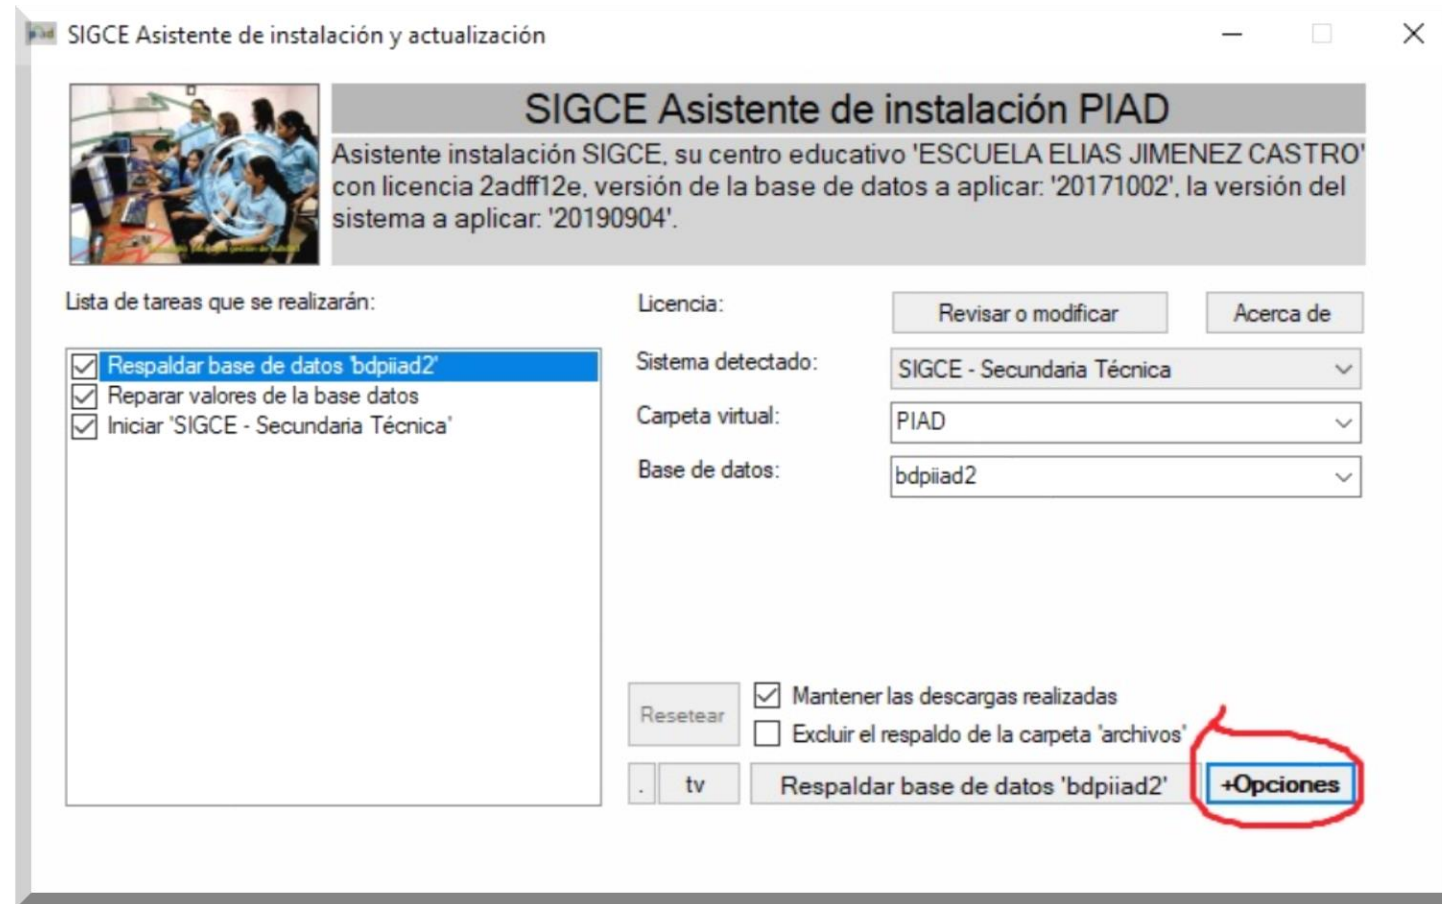 SIGCE Asistente de instalación y actualización
SIGCE Asistente de instalación PIAD
Asistente instalación SIGCE, su centro educativo 'ESCUELA ELIAS JIMENEZ CASTRO'
con licencia 2adff12e, versión de la base de datos a aplicar: '20171002', la versión del
sistema a aplicar: '20190904'.
Lista de tareas que se realizarán:
Respaldar base de datos 'bdpiiad2'
Reparar valores de la base datos
Iniciar 'SIGCE - Secundaria Técnica'
Licencia:
Revisar o modificar
Acerca de
Sistema detectado:
SIGCE - Secundaria Técnica
Carpeta virtual:
PIAD
Base de datos:
bdpiiad2
Resetear
Mantener las descargas realizadas
Excluir el respaldo de la carpeta 'archivos'
.
tv
Respaldar base de datos 'bdpiiad2'
+Opciones